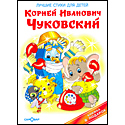 ЛУЧШИЕ СТИХИ ДЛЯ ДЕТЕЙ
КОРНЕЙ ИВАНОВИЧ
ЧУКОВСКИЙ